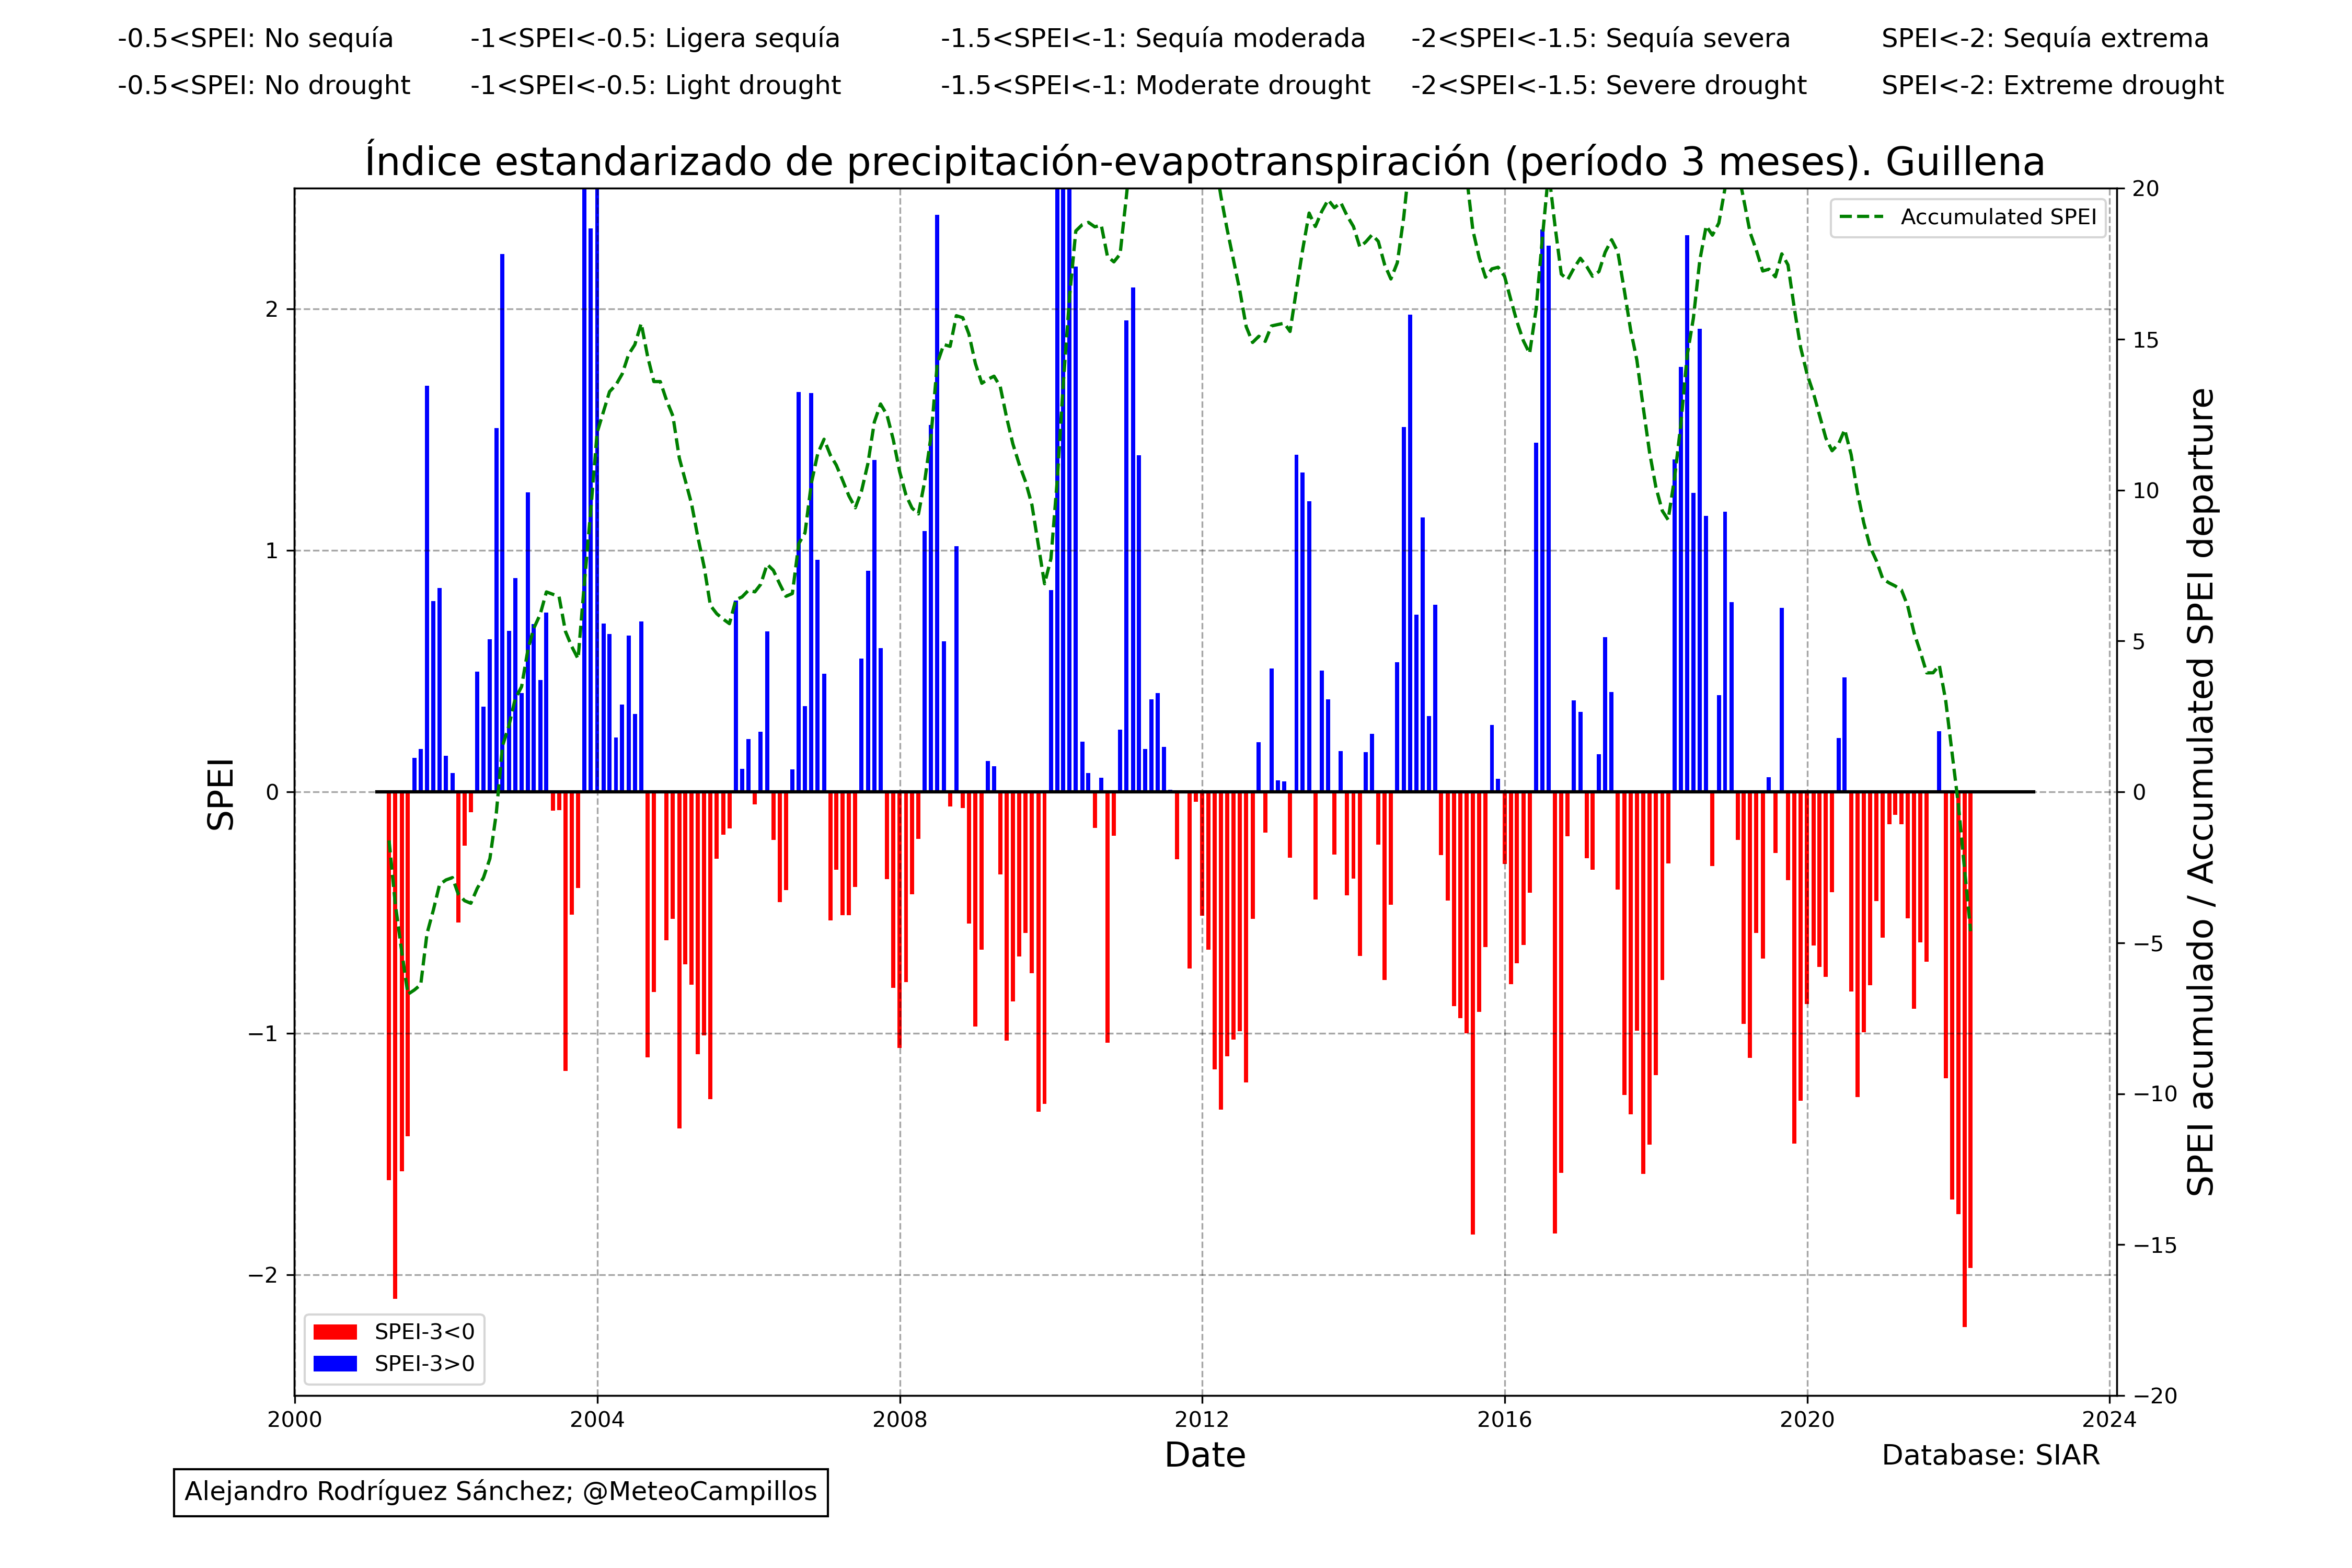 -0.5<SPEI: No sequía -1<SPEI<-0.5: Ligera sequía -1.5<SPEI<-1: Sequía moderada -2<SPEI<-1.5: Sequía severa SPEI<-2: Sequía extrema
-0.5<SPEI: No drought -1<SPEI<-0.5: Light drought -1.5<SPEI<-1: Moderate drought -2<SPEI<-1.5: Severe drought SPEI<-2: Extreme drought
Índice estandarizado de precipitación-evapotranspiración (período 3 meses). Guillena
Accumulated SPEI
SPEI
2
1
0
−1
−2
20
15
10
5
0
−5
−10
−15
−20
SPEI acumulado / Accumulated SPEI departure
SPEI-3<0
SPEI-3>0
2000 2004 2008 2012 2016 2020 2024
Date
Database: SIAR
Alejandro Rodríguez Sánchez; @MeteoCampillos